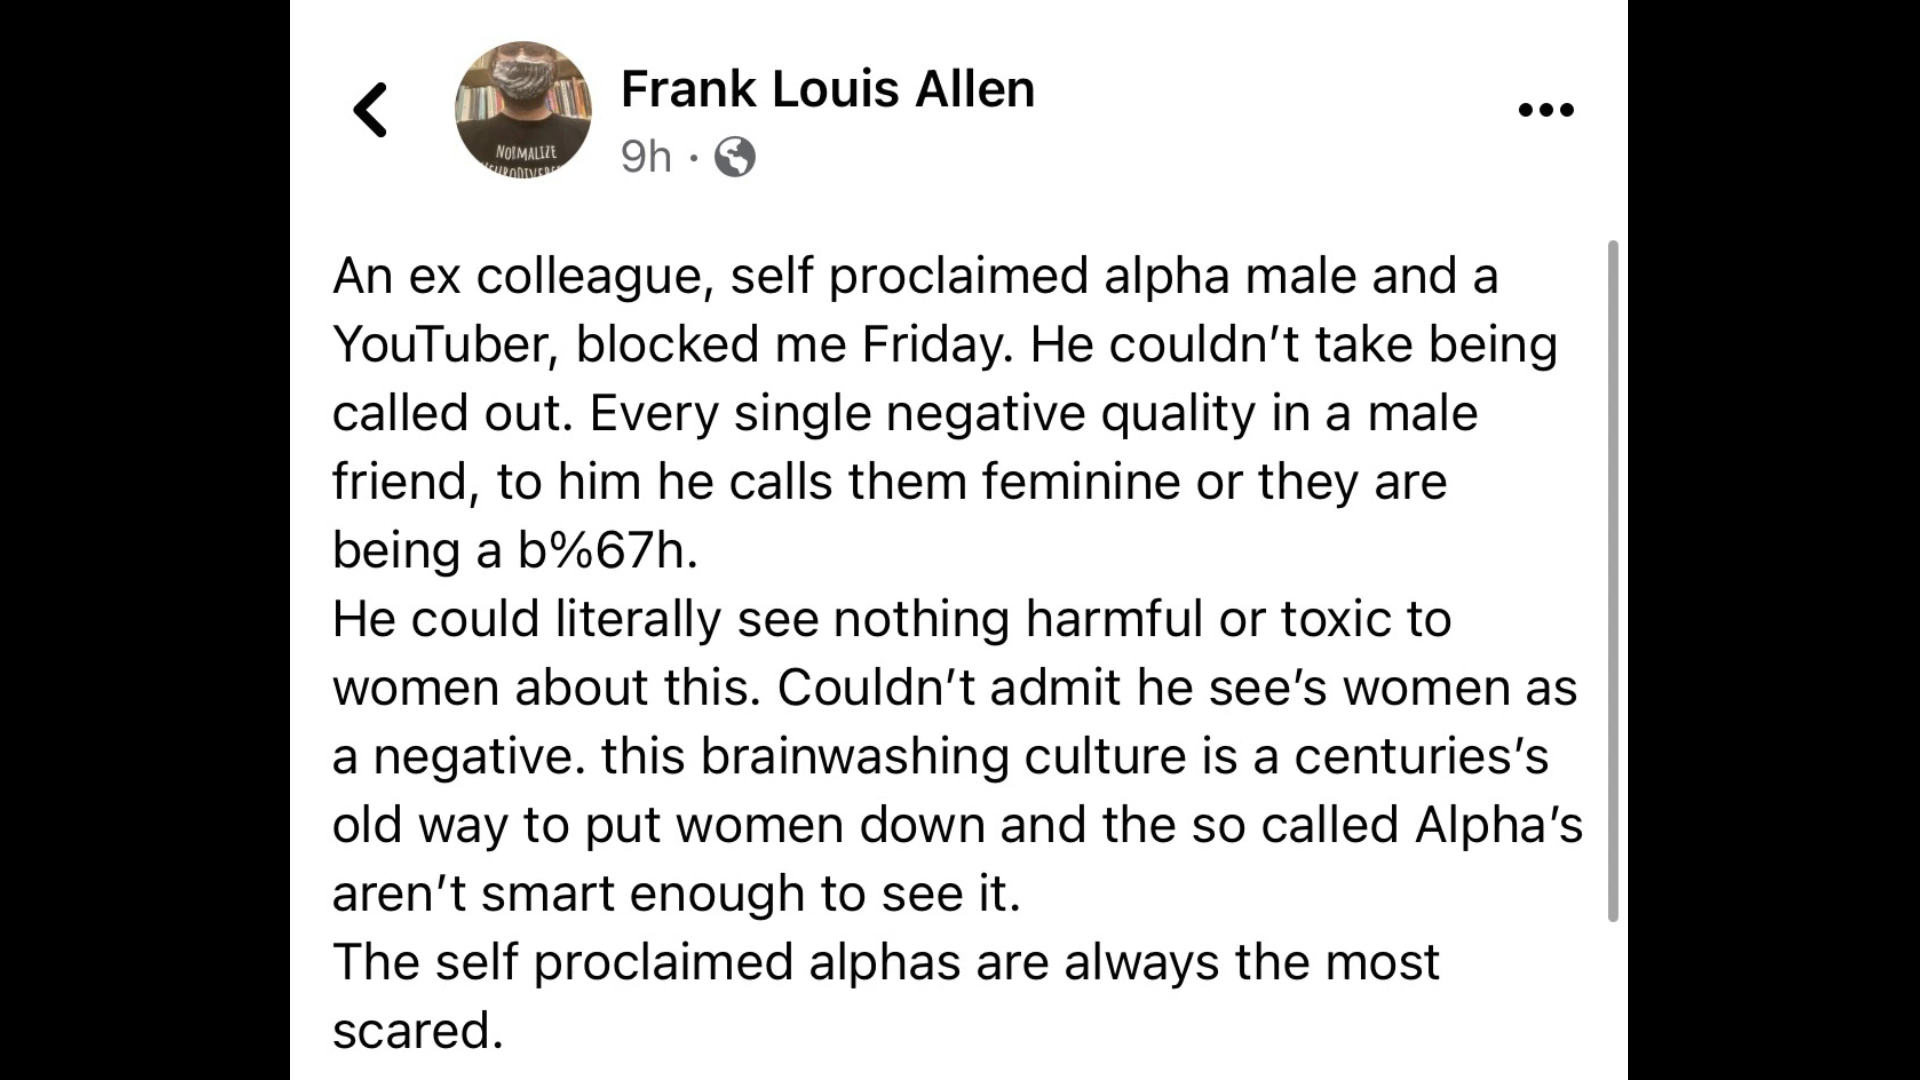 Frank Louis Allen
9h ·
NORMALIZE
An ex colleague, self proclaimed alpha male and a
YouTuber, blocked me Friday. He couldn’t take being
called out. Every single negative quality in a male
friend, to him he calls them feminine or they are
being a b%67h.
He could literally see nothing harmful or toxic to
women about this. Couldn’t admit he see’s women as
a negative. this brainwashing culture is a centuries’s
old way to put women down and the so called Alpha’s
aren’t smart enough to see it.
The self proclaimed alphas are always the most
scared.